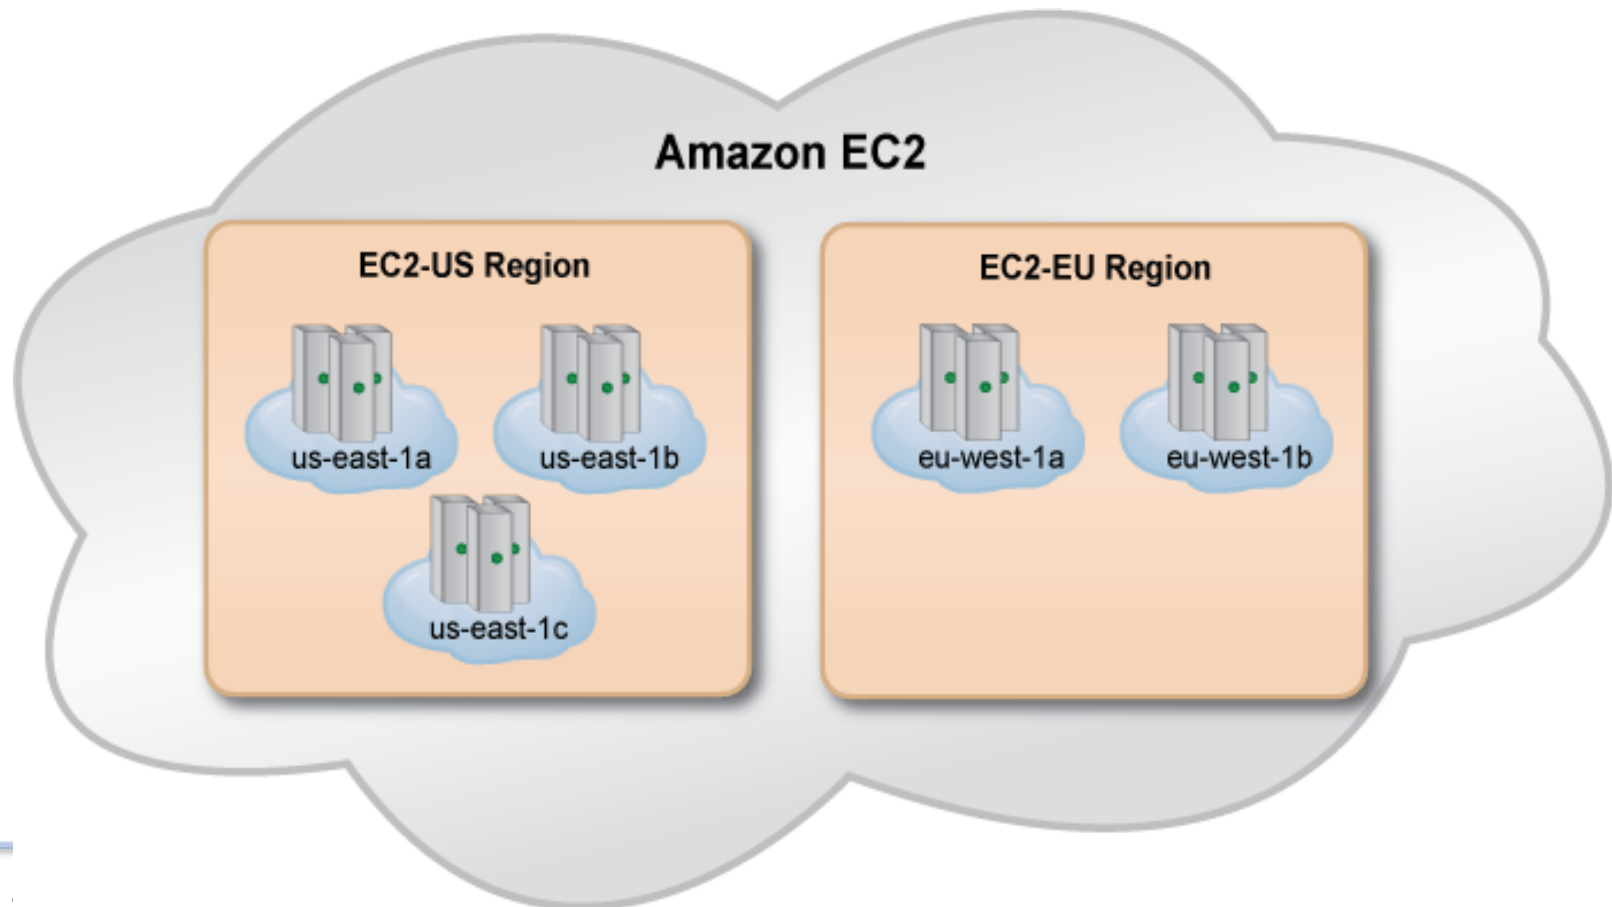 Amazon EC2
EC2-US Region
us-east-1a
us-east-1b
us-east-1c
EC2-EU Region
eu-west-1a
eu-west-1b